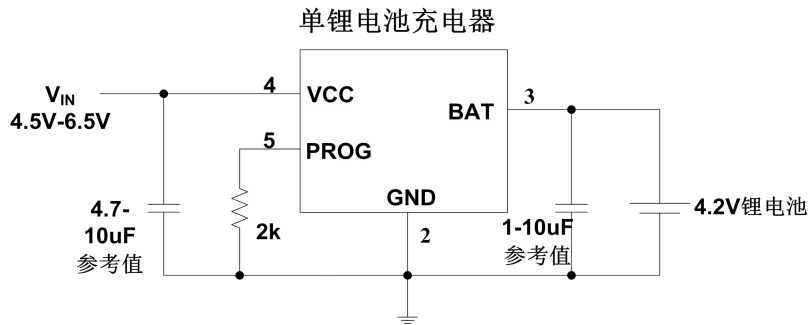 单锂电池充电器
VIN
4.5V-6.5V
4
VCC
3
BAT
5
PROG
GND
2
4.7-
10uF
参考值
2k
1-10uF
参考值
4.2V锂电池